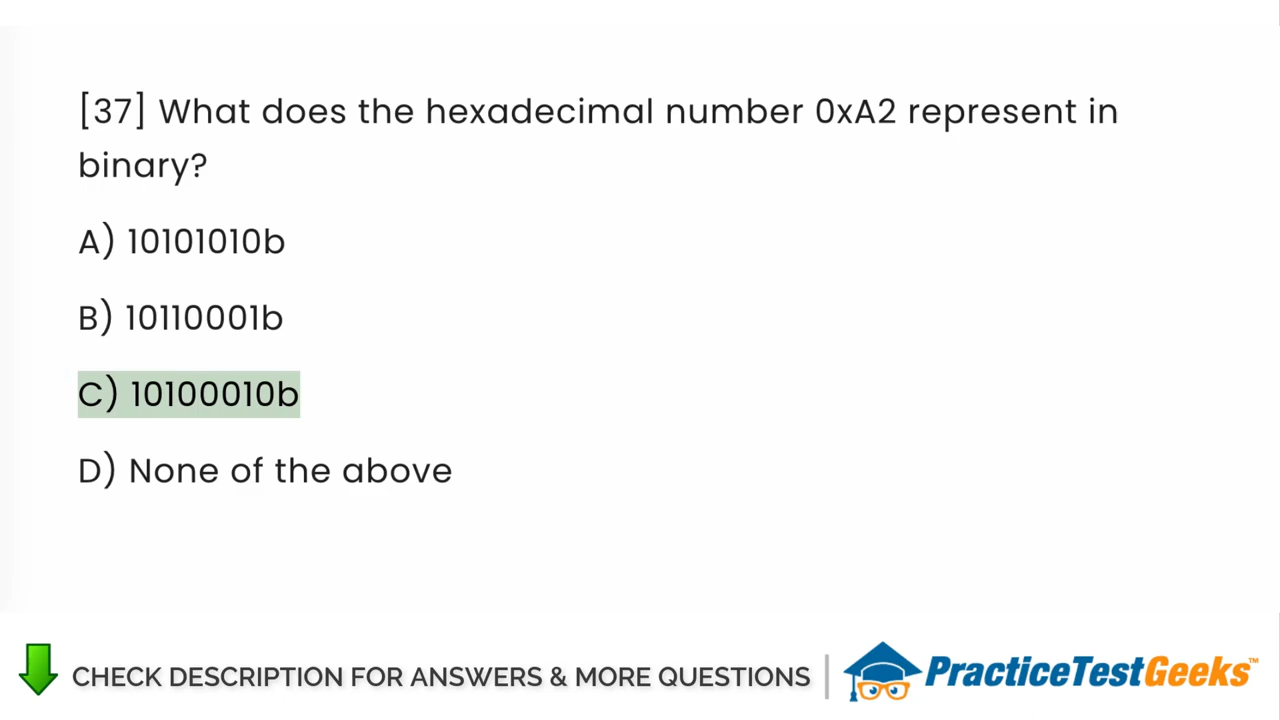 [37] What does the hexadecimal number 0xA2 represent in
binary?
A) 10101010b
B) 10110001b
C) 10100010b
D) None of the above
CHECK DESCRIPTION FOR ANSWERS & MORE QUESTIONS
PracticeTestGeeks™